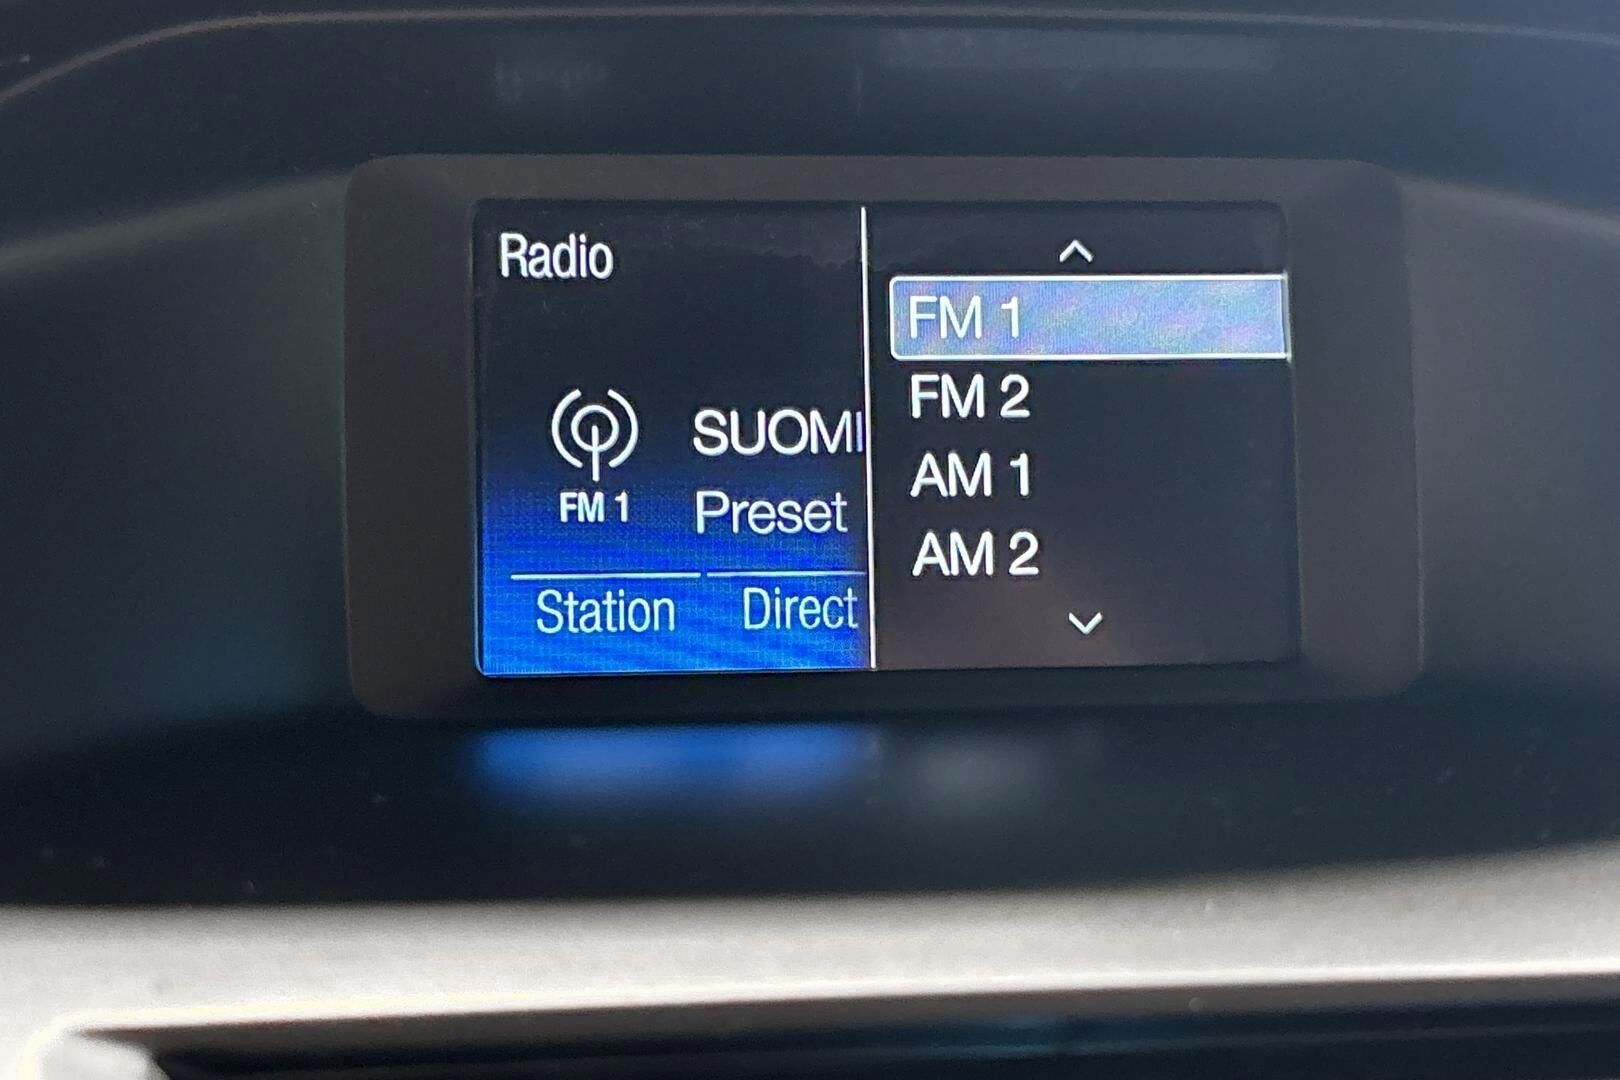 Radio
SUOMI
FM 1
Preset
Station
Direct
FM 1
FM 2
AM 1
AM 2